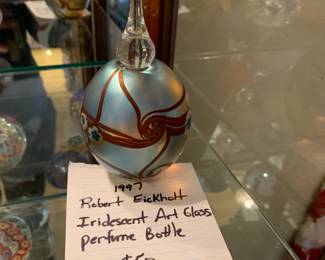 1997
Robert Eickholt
Iridescent Art Glass
Perfume Bottle